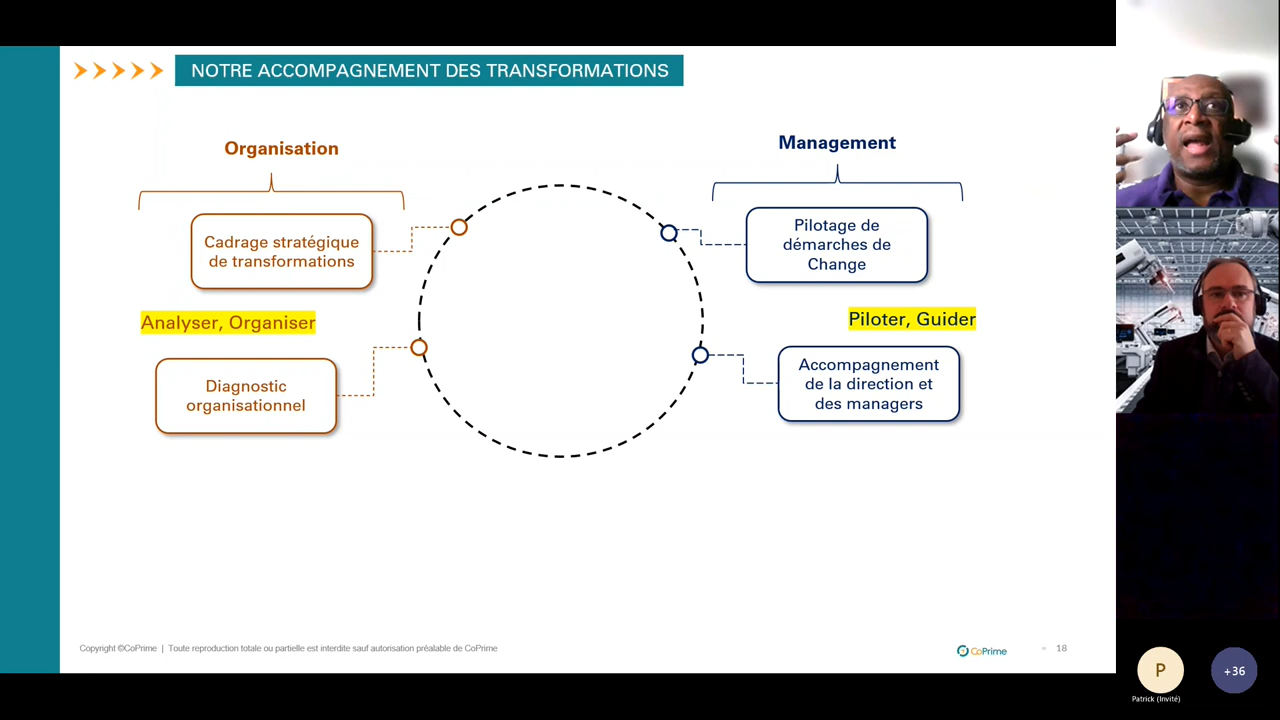 NOTRE ACCOMPAGNEMENT DES TRANSFORMATIONS
Organisation
Cadrage stratégique
de transformations
Analyser, Organiser
Diagnostic
organisationnel
Management
Pilotage de
démarches de
Change
Piloter, Guider
Accompagnement
de la direction et
des managers
Copyright ©CoPrime | Toute reproduction totale ou partielle est interdite sauf autorisation préalable de CoPrime
CoPrime
18
P
Patrick (Invité)
+36